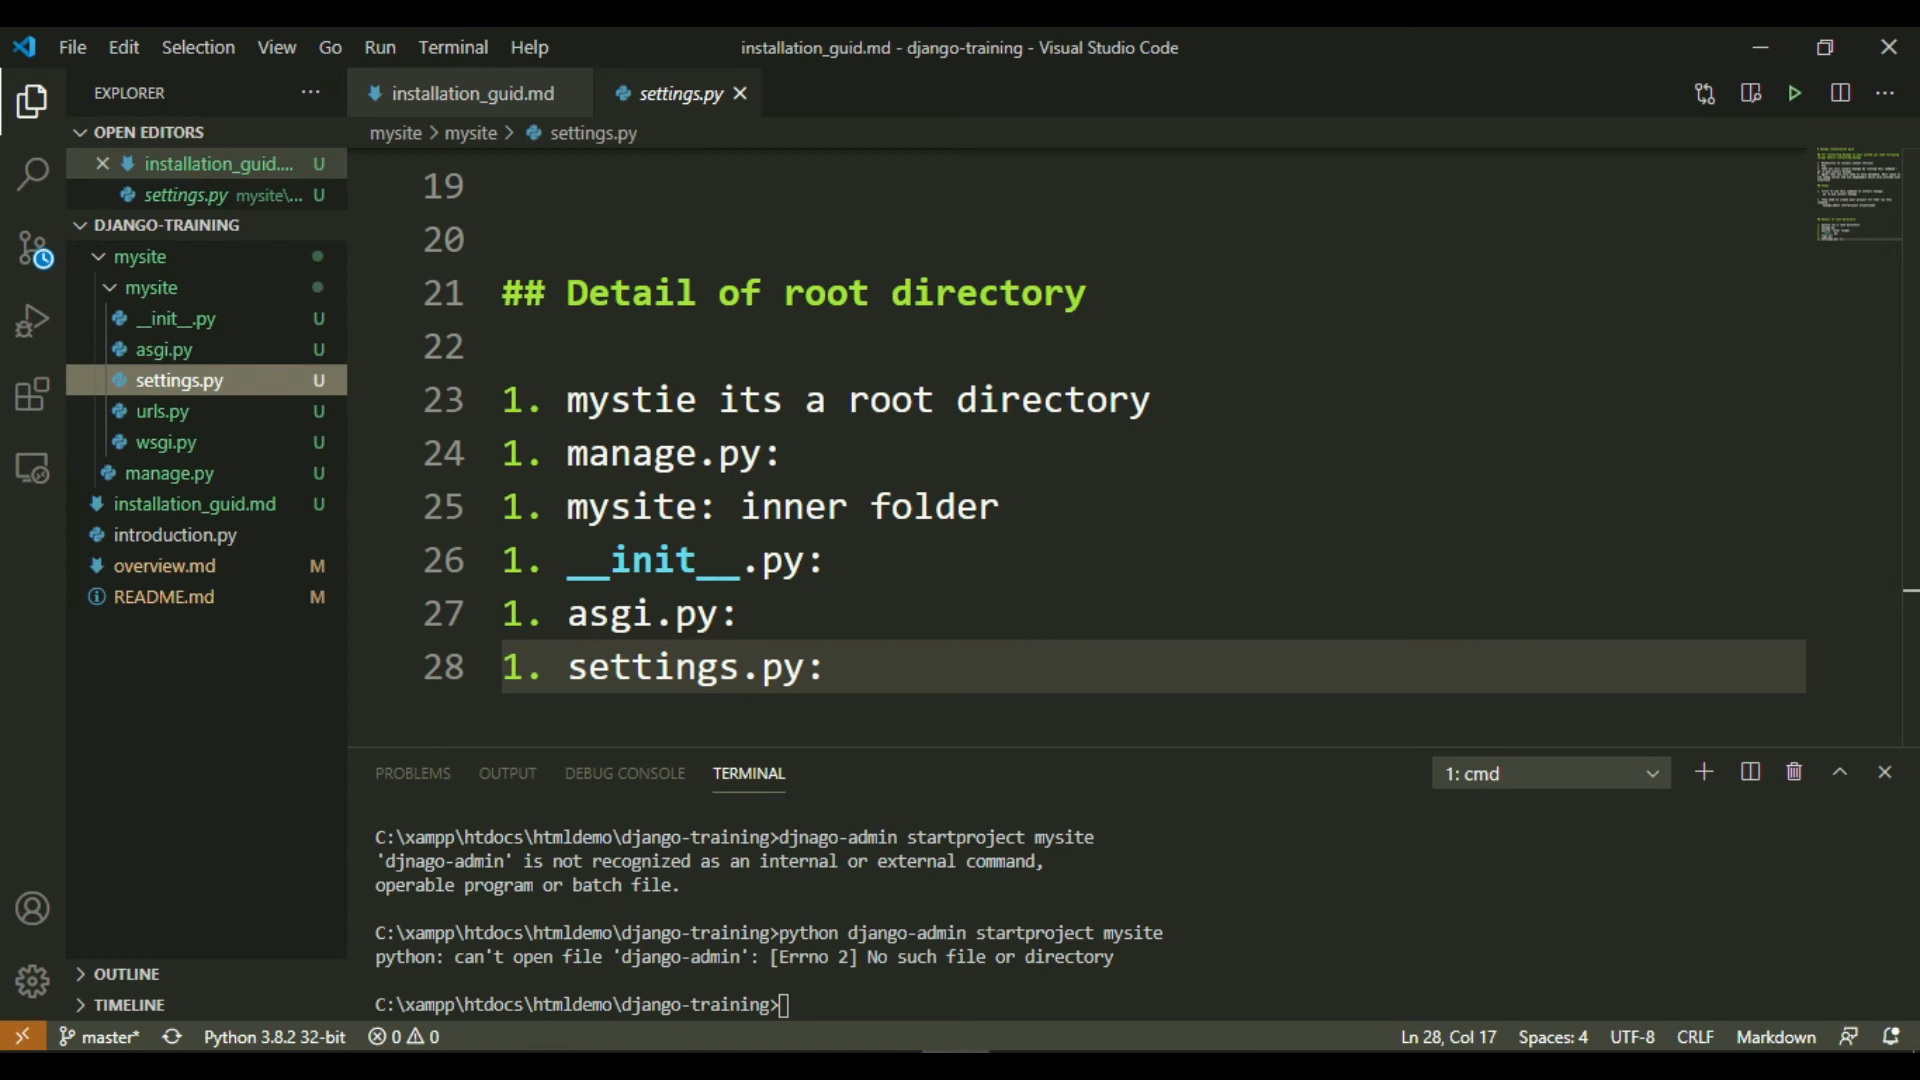 File Edit Selection View Go Run Terminal Help
installation_guid.md - django-training - Visual Studio Code
EXPLORER
OPEN EDITORS
installation_guid.... U
settings.py mysite\... U
DJANGO-TRAINING
mysite
mysite
__init__.py U
asgi.py U
settings.py U
urls.py U
wsgi.py U
manage.py U
installation_guid.md U
introduction.py
overview.md M
README.md M
OUTLINE
TIMELINE
installation_guid.md
settings.py
mysite > mysite > settings.py
19
20
21 ## Detail of root directory
22
23 1. mystie its a root directory
24 1. manage.py:
25 1. mysite: inner folder
26 1. __init__.py:
27 1. asgi.py:
28 1. settings.py:
PROBLEMS OUTPUT DEBUG CONSOLE TERMINAL
1: cmd
C:\xampp\htdocs\htmldemo\django-training>djnago-admin startproject mysite
'djnago-admin' is not recognized as an internal or external command,
operable program or batch file.
C:\xampp\htdocs\htmldemo\django-training>python django-admin startproject mysite
python: can't open file 'django-admin': [Errno 2] No such file or directory
C:\xampp\htdocs\htmldemo\django-training>
master* Python 3.8.2 32-bit 0 0
Ln 28, Col 17 Spaces: 4 UTF-8 CRLF Markdown